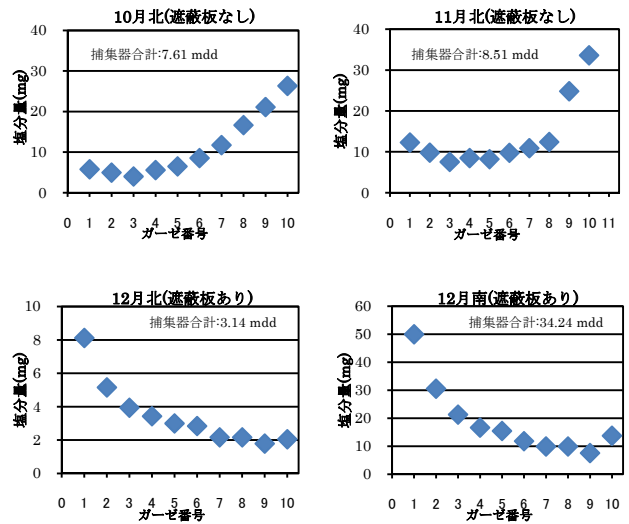 10月北(遮蔽板なし)
捕集器合計:7.61 mdd
塩分量(mg)
40
30
20
10
0
0 1 2 3 4 5 6 7 8 9 10
ガーゼ番号
11月北(遮蔽板なし)
捕集器合計:8.51 mdd
塩分量(mg)
40
30
20
10
0
0 1 2 3 4 5 6 7 8 9 10 11
ガーゼ番号
12月北(遮蔽板あり)
捕集器合計:3.14 mdd
塩分量(mg)
10
8
6
4
2
0
0 1 2 3 4 5 6 7 8 9 10
ガーゼ番号
12月南(遮蔽板あり)
捕集器合計:34.24 mdd
塩分量(mg)
60
50
40
30
20
10
0
0 1 2 3 4 5 6 7 8 9 10
ガーゼ番号